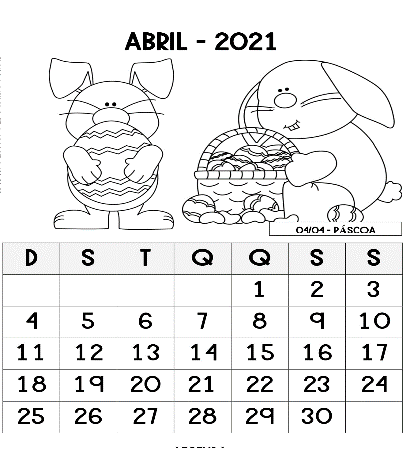 ABRIL - 2021
04/04 - PÁSCOA
D S T Q Q S S
1 2 3
4 5 6 7 8 9 10
11 12 13 14 15 16 17
18 19 20 21 22 23 24
25 26 27 28 29 30